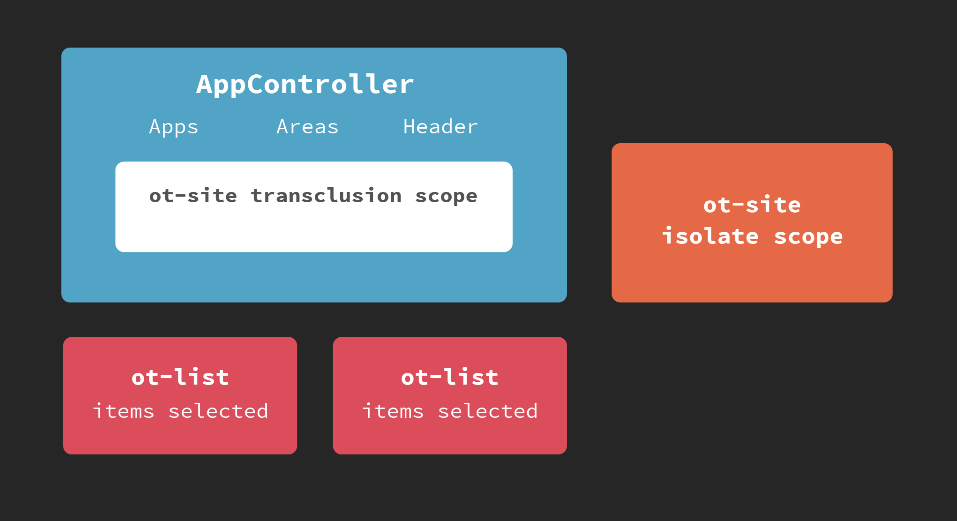 AppController
Apps Areas Header
ot-site transclusion scope
ot-site
isolate scope
ot-list
items selected
ot-list
items selected